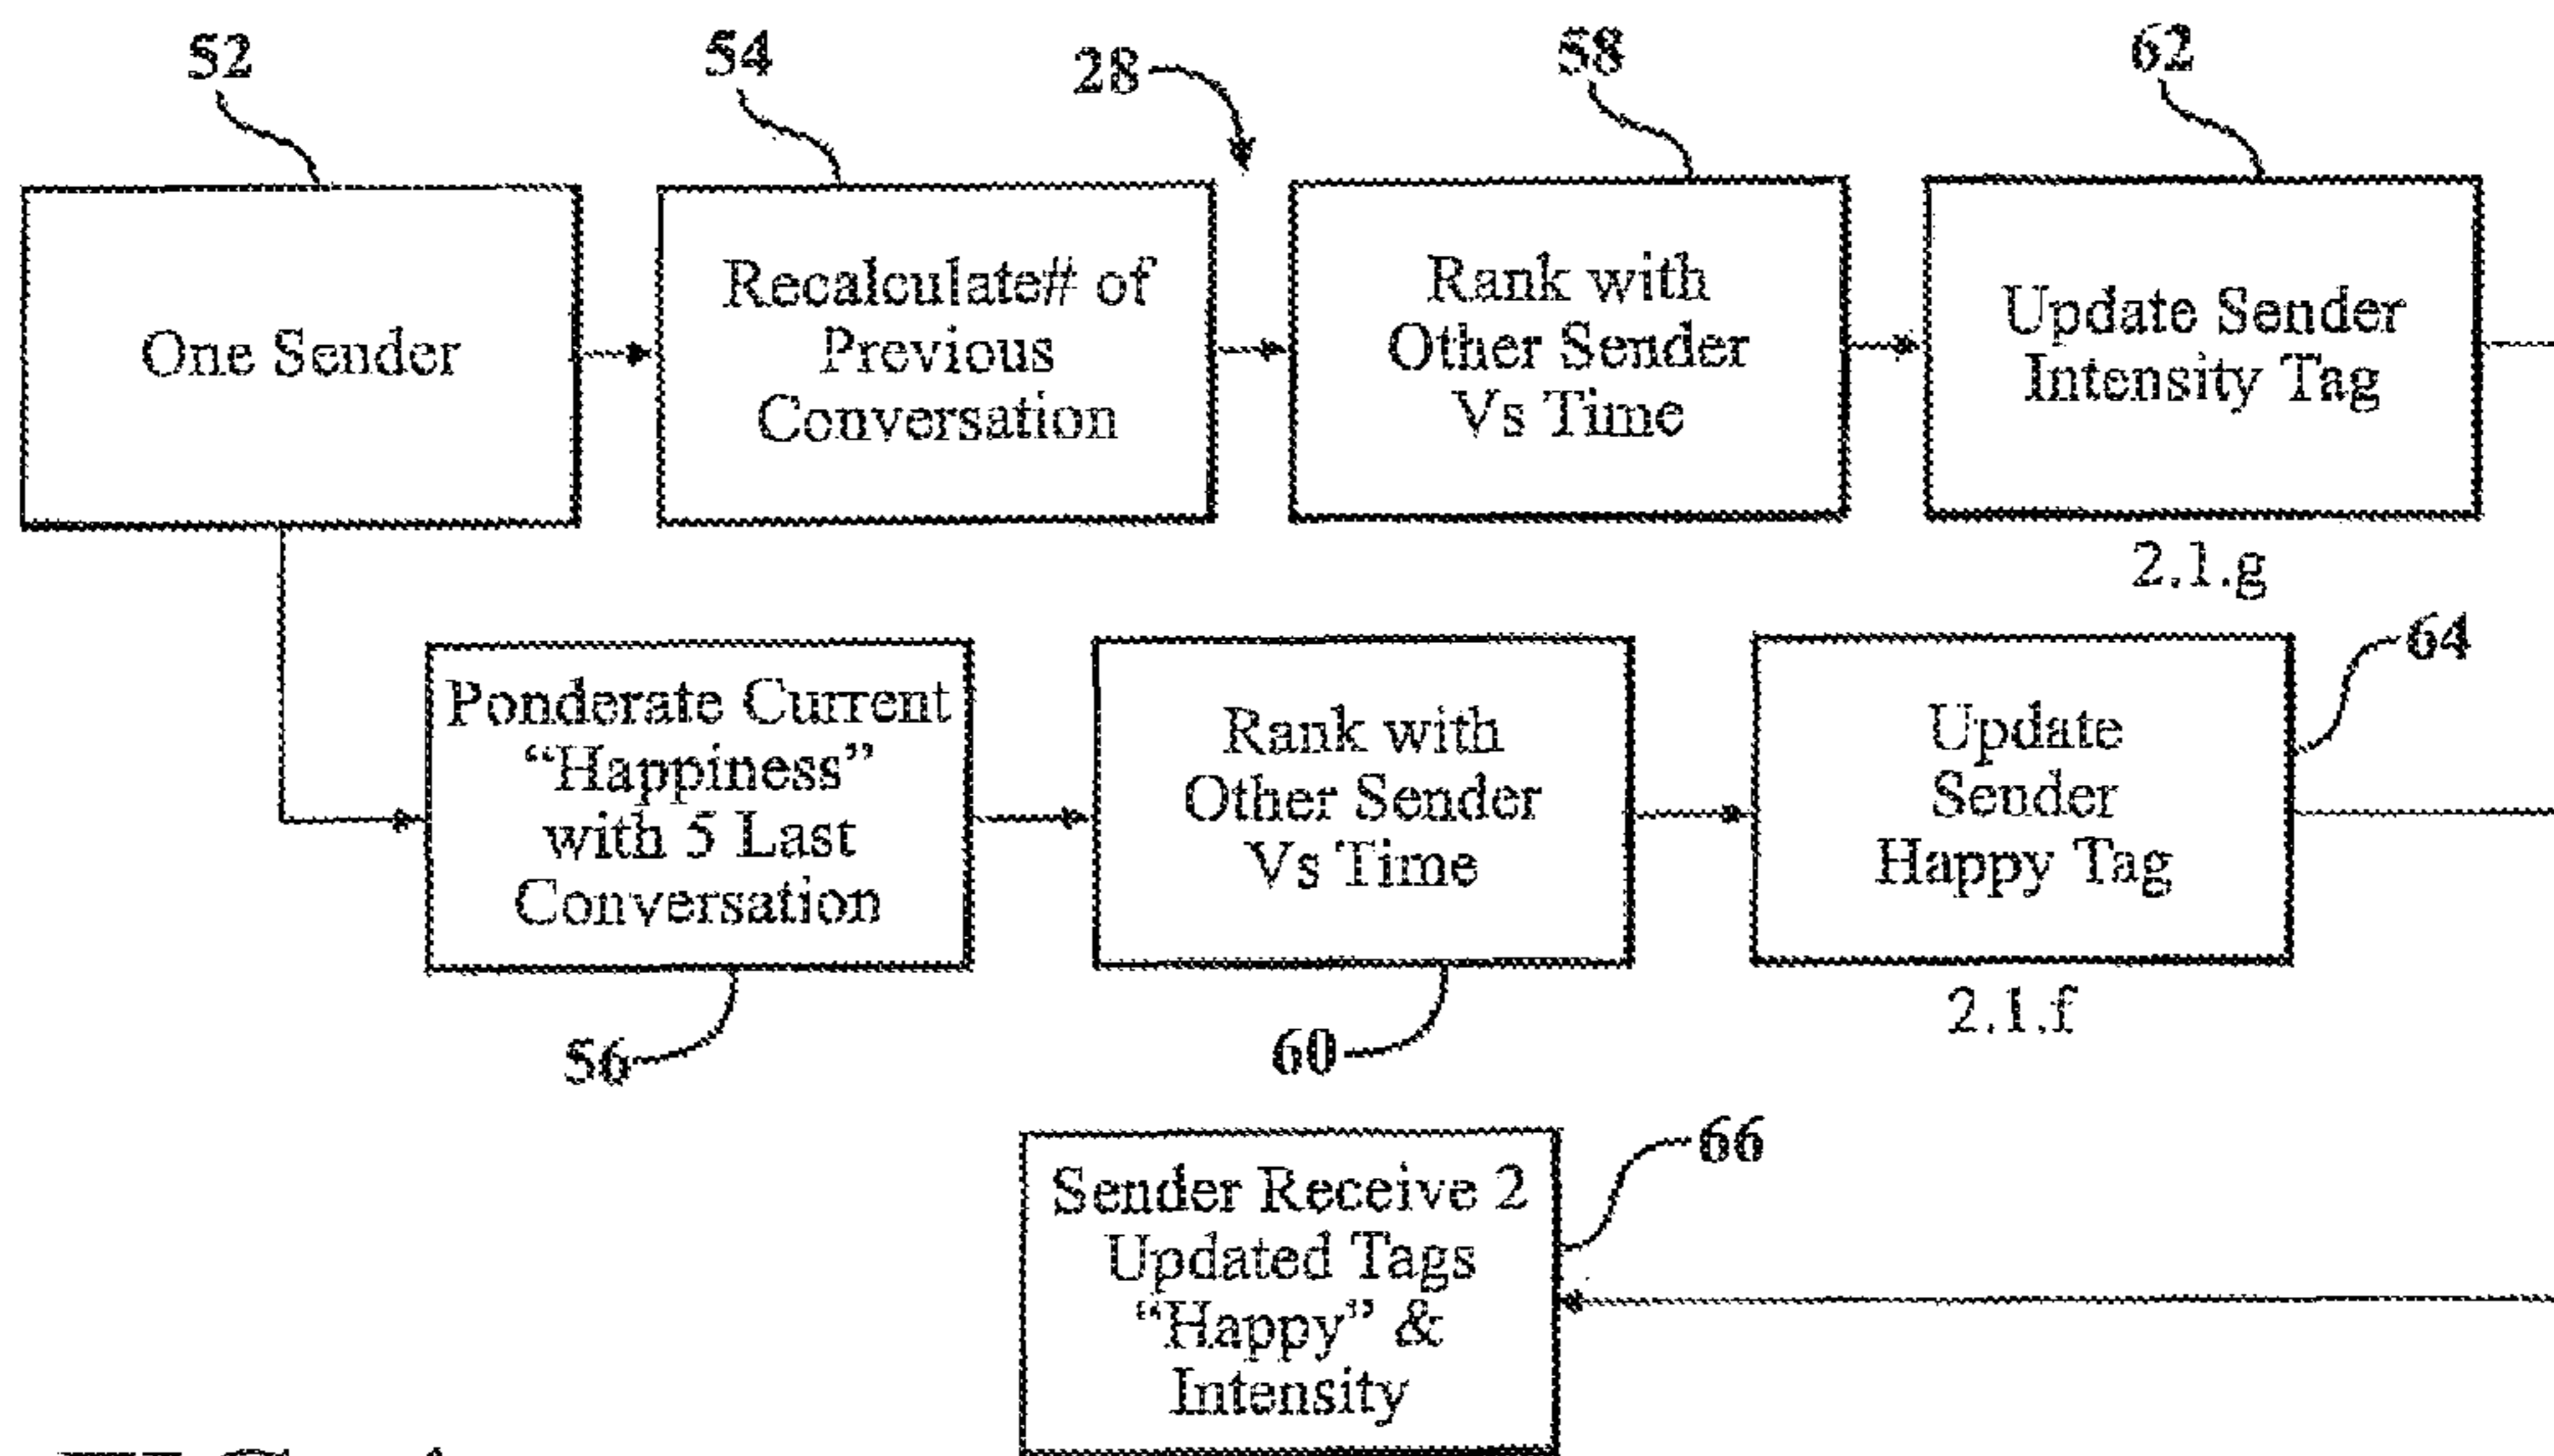 52
54
28
58
62
One Sender
Recalculate# of
Previous
Conversation
Rank with
Other Sender
Vs Time
Update Sender
Intensity Tag
2.1.g
64
Ponderate Current
“Happiness”
with 5 Last
Conversation
Rank with
Other Sender
Vs Time
Update
Sender
Happy Tag
2.1.f
56
60
66
Sender Receive 2
Updated Tags
“Happy” &
Intensity